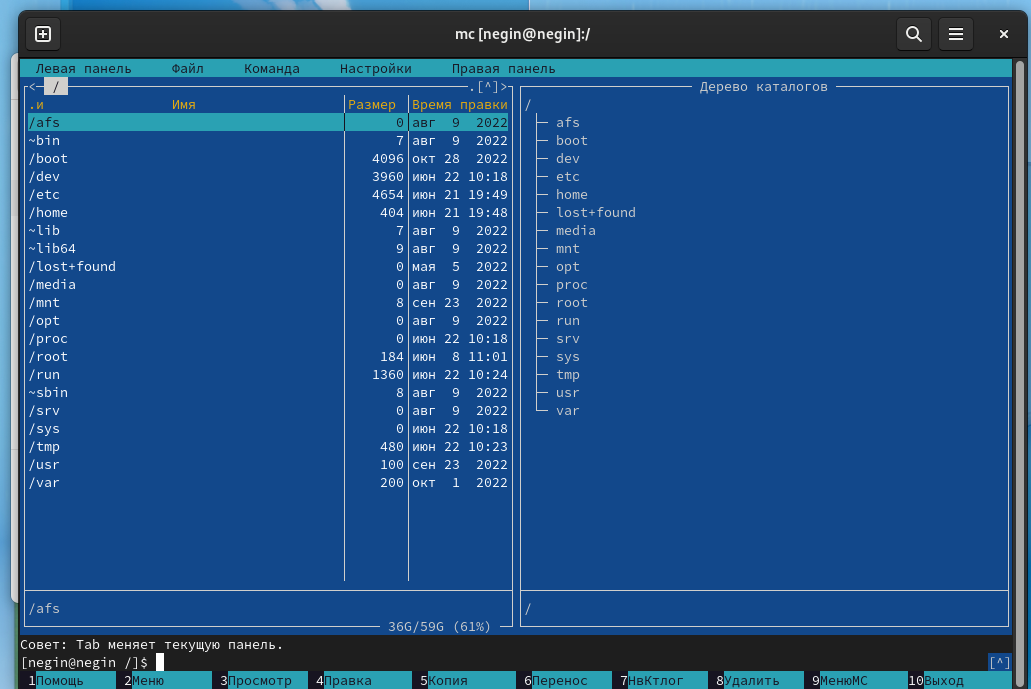 mc [negin@negin]:/
Левая панель Файл Команда Настройки Правая панель
<─ / .[^]> Дерево каталогов
.и Имя Размер Время правки /
/afs 0 авг 9 2022 afs
~bin 7 авг 9 2022 boot
/boot 4096 окт 28 2022 dev
/dev 3960 июн 22 10:18 etc
/etc 4654 июн 21 19:49 home
/home 404 июн 21 19:48 lost+found
~lib 7 авг 9 2022 media
~lib64 9 авг 9 2022 mnt
/lost+found 0 мая 5 2022 opt
/media 0 авг 9 2022 proc
/mnt 8 сен 23 2022 root
/opt 0 авг 9 2022 run
/proc 0 июн 22 10:18 srv
/root 184 июн 8 11:01 sys
/run 1360 июн 22 10:24 tmp
~sbin 8 авг 9 2022 usr
/srv 0 авг 9 2022 var
/sys 0 июн 22 10:18
/tmp 480 июн 22 10:23
/usr 100 сен 23 2022
/var 200 окт 1 2022
/afs /
36G/59G (61%)
Совет: Tab меняет текущую панель.
[negin@negin /]$ [^]
1Помощь 2Меню 3Просмотр 4Правка 5Копия 6Перенос 7НвКтлог 8Удалить 9МенюMC 10Выход